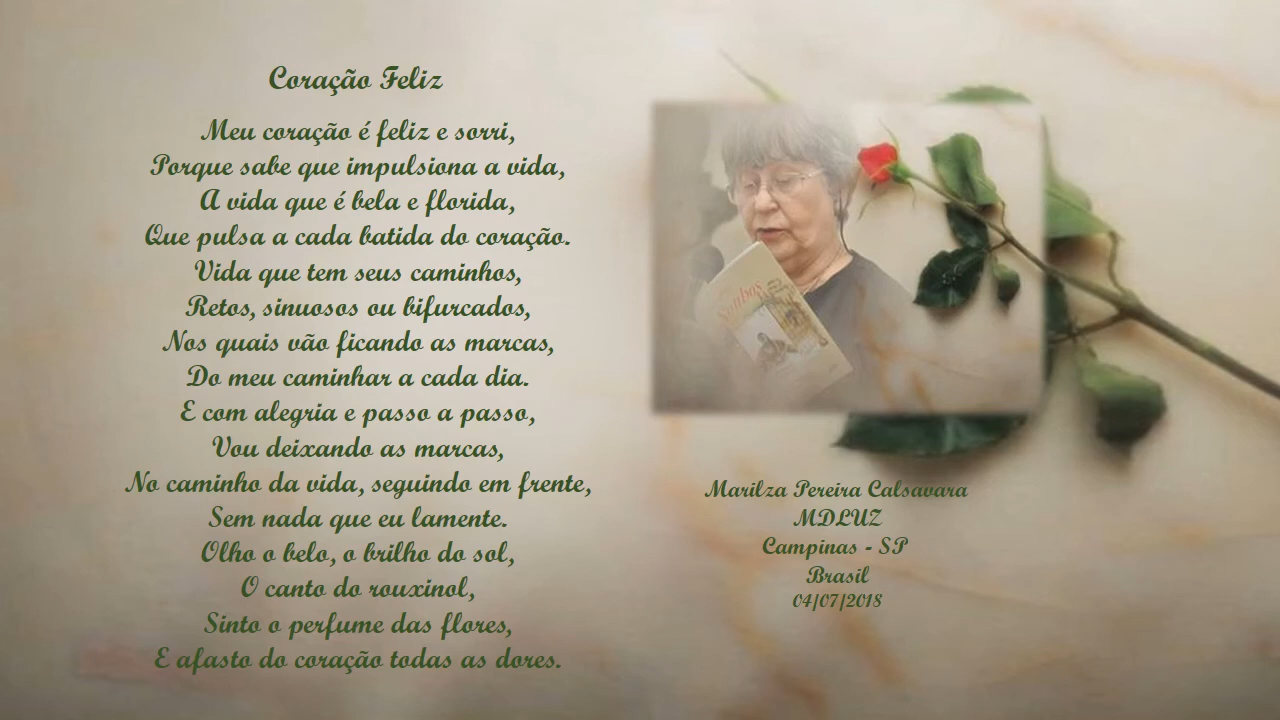 Coração Feliz
Meu coração é feliz e sorri,
Porque sabe que impulsiona a vida,
A vida que é bela e florida,
Que pulsa a cada batida do coração.
Vida que tem seus caminhos,
Retos, sinuosos ou bifurcados,
Nos quais vão ficando as marcas,
Do meu caminhar a cada dia.
E com alegria e passo a passo,
Vou deixando as marcas,
No caminho da vida, seguindo em frente,
Sem nada que eu lamente.
Olho o belo, o brilho do sol,
O canto do rouxinol,
Sinto o perfume das flores,
E afasto do coração todas as dores.
Marilza Pereira Calsavara
MDLUZ
Campinas - SP
Brasil
04/07/2018